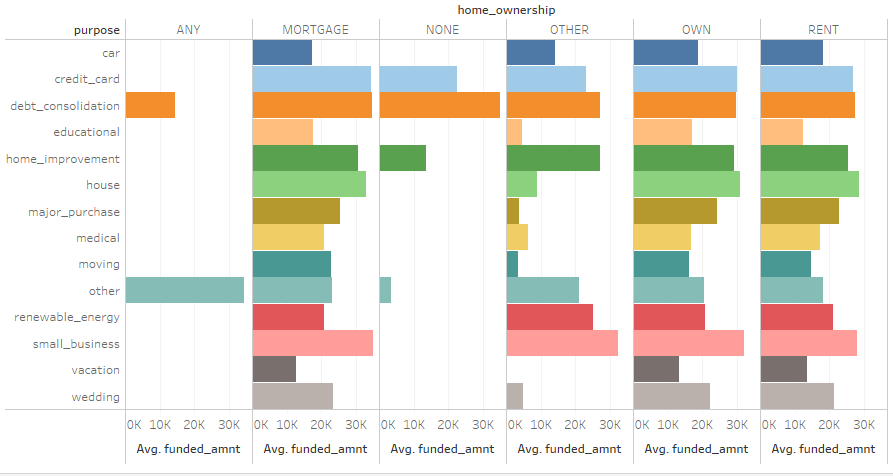 home_ownership
purpose ANY MORTGAGE NONE OTHER OWN RENT
car
credit_card
debt_consolidation
educational
home_improvement
house
major_purchase
medical
moving
other
renewable_energy
small_business
vacation
wedding
0K 10K 20K 30K 0K 10K 20K 30K 0K 10K 20K 30K 0K 10K 20K 30K 0K 10K 20K 30K 0K 10K 20K 30K
Avg. funded_amnt Avg. funded_amnt Avg. funded_amnt Avg. funded_amnt Avg. funded_amnt Avg. funded_amnt